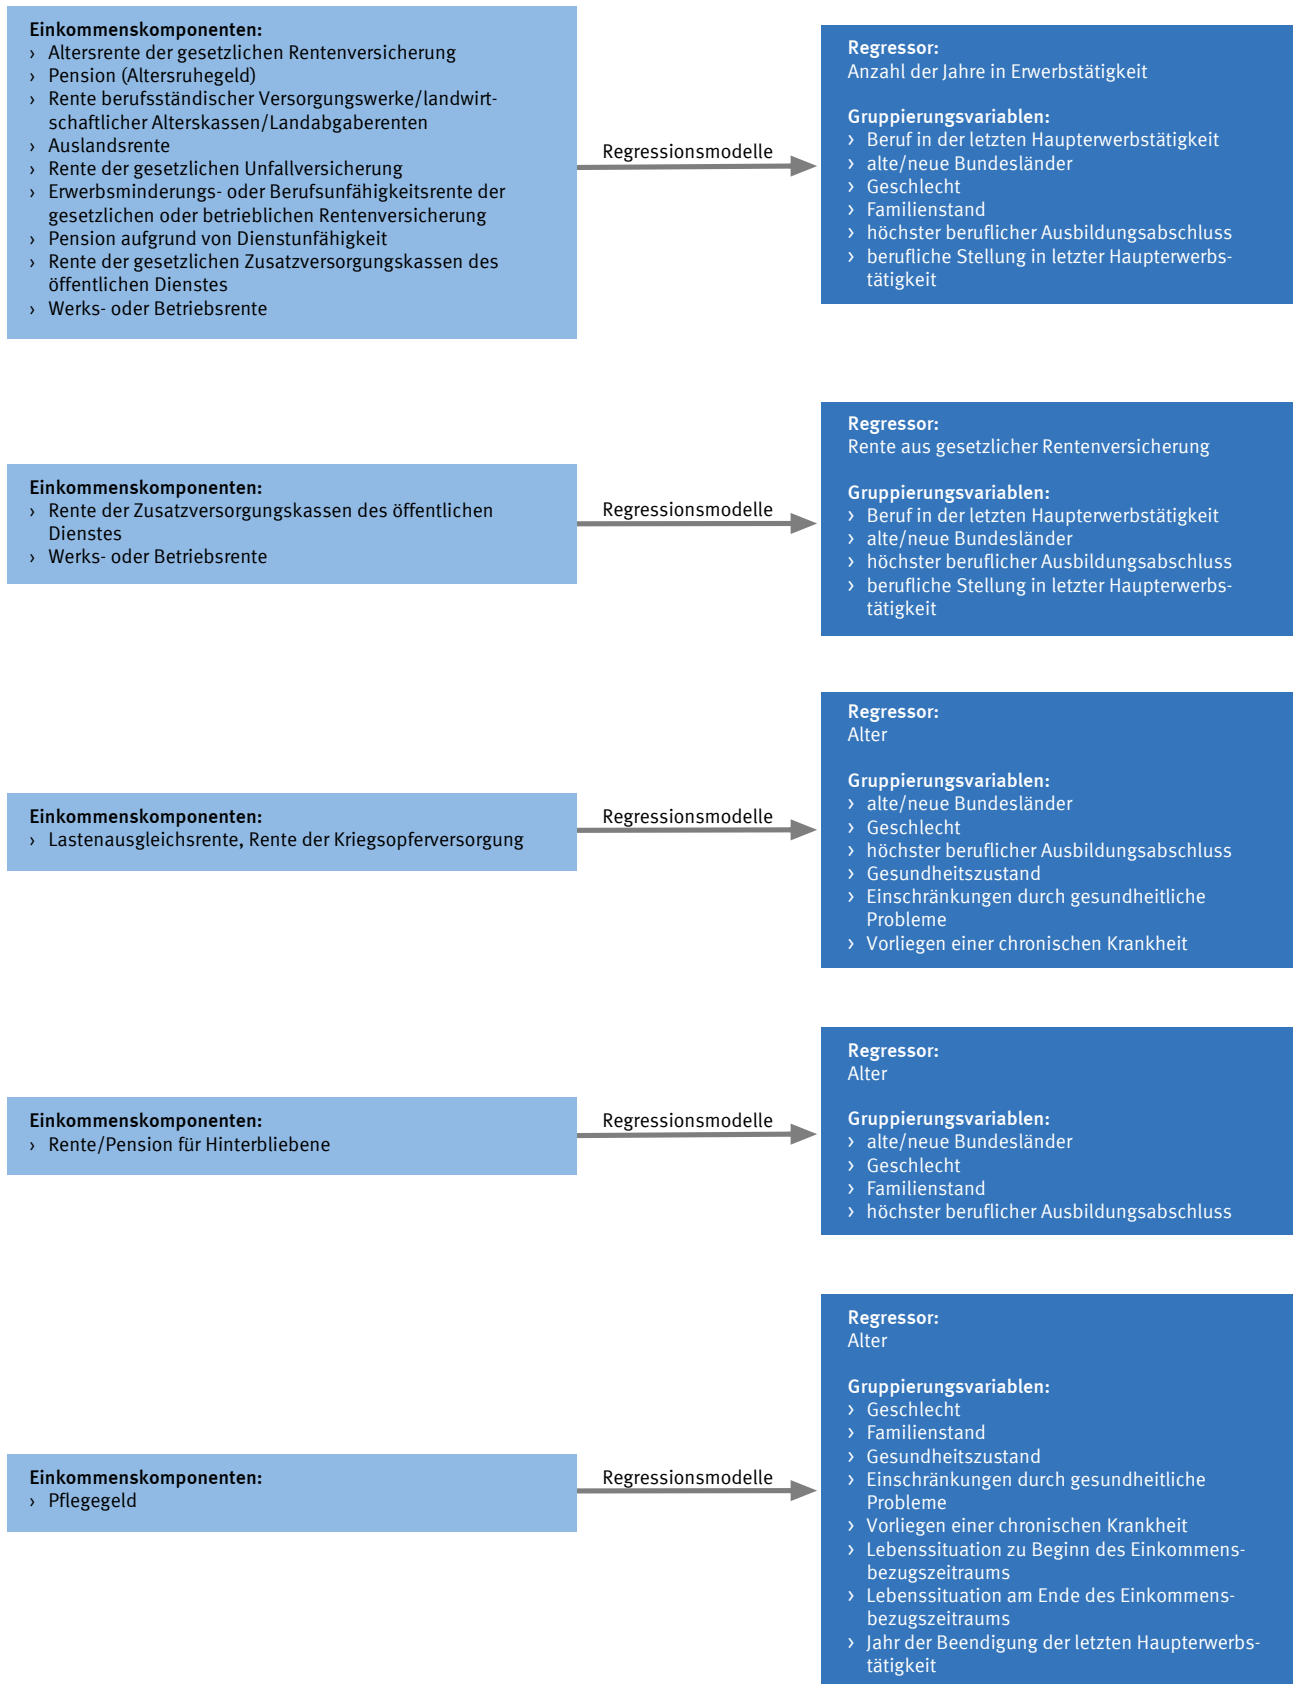 Einkommenskomponenten:
› Altersrente der gesetzlichen Rentenversicherung
› Pension (Altersruhegeld)
› Rente berufsständischer Versorgungswerke/landwirt-
schaftlicher Alterskassen/Landabgaberenten
› Auslandsrente
› Rente der gesetzlichen Unfallversicherung
› Erwerbsminderungs- oder Berufsunfähigkeitsrente der
gesetzlichen oder betrieblichen Rentenversicherung
› Pension aufgrund von Dienstunfähigkeit
› Rente der gesetzlichen Zusatzversorgungskassen des
öffentlichen Dienstes
› Werks- oder Betriebsrente
Regressionsmodelle
Regressor:
Anzahl der Jahre in Erwerbstätigkeit
Gruppierungsvariablen:
› Beruf in der letzten Haupterwerbstätigkeit
› alte/neue Bundesländer
› Geschlecht
› Familienstand
› höchster beruflicher Ausbildungsabschluss
› berufliche Stellung in letzter Haupterwerbs-
tätigkeit
Einkommenskomponenten:
› Rente der Zusatzversorgungskassen des öffentlichen
Dienstes
› Werks- oder Betriebsrente
Regressionsmodelle
Regressor:
Rente aus gesetzlicher Rentenversicherung
Gruppierungsvariablen:
› Beruf in der letzten Haupterwerbstätigkeit
› alte/neue Bundesländer
› höchster beruflicher Ausbildungsabschluss
› berufliche Stellung in letzter Haupterwerbs-
tätigkeit
Einkommenskomponenten:
› Lastenausgleichsrente, Rente der Kriegsopferversorgung
Regressionsmodelle
Regressor:
Alter
Gruppierungsvariablen:
› alte/neue Bundesländer
› Geschlecht
› höchster beruflicher Ausbildungsabschluss
› Gesundheitszustand
› Einschränkungen durch gesundheitliche
Probleme
› Vorliegen einer chronischen Krankheit
Einkommenskomponenten:
› Rente/Pension für Hinterbliebene
Regressionsmodelle
Regressor:
Alter
Gruppierungsvariablen:
› alte/neue Bundesländer
› Geschlecht
› Familienstand
› höchster beruflicher Ausbildungsabschluss
Einkommenskomponenten:
› Pflegegeld
Regressionsmodelle
Regressor:
Alter
Gruppierungsvariablen:
› Geschlecht
› Familienstand
› Gesundheitszustand
› Einschränkungen durch gesundheitliche
Probleme
› Vorliegen einer chronischen Krankheit
› Lebenssituation zu Beginn des Einkommens-
bezugszeitraums
› Lebenssituation am Ende des Einkommens-
bezugszeitraums
› Jahr der Beendigung der letzten Haupterwerbs-
tätigkeit